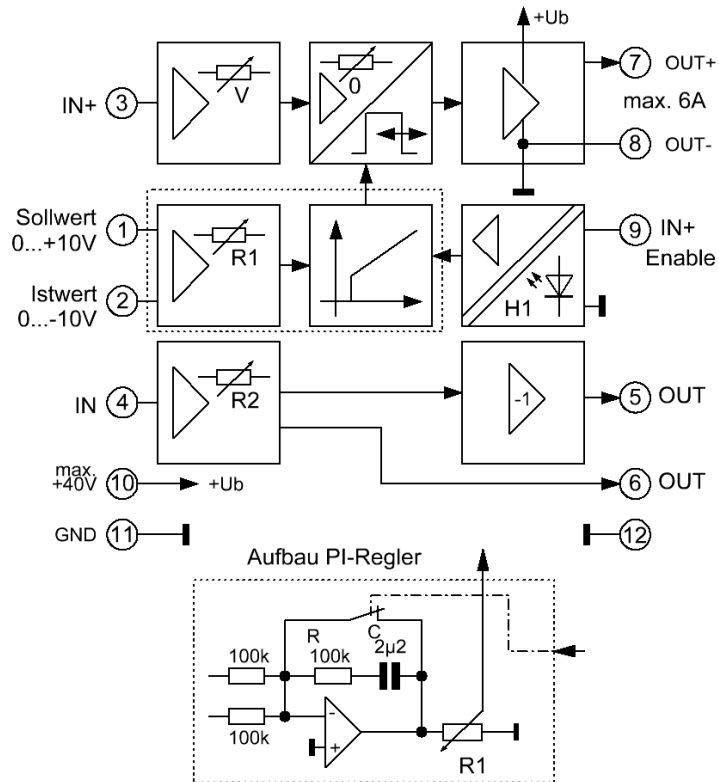 +Ub
IN+ 3
V
0
7 OUT+
max. 6A
8 OUT-
Sollwert
0...+10V
1
R1
Istwert
0...-10V
2
9 IN+
Enable
H1
IN 4
R2
-1
5 OUT
max.
+40V
10
+Ub
6 OUT
GND 11
12
Aufbau PI-Regler
R
C
100k
100k
2µ2
100k
-
+
R1